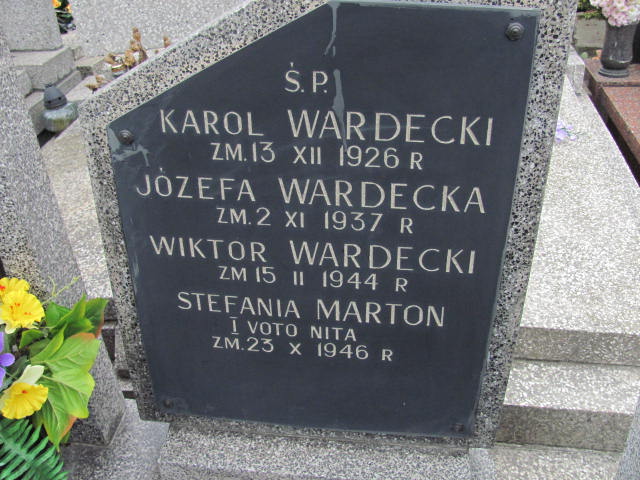 Ś.P.
KAROL WARDECKI
ZM.13 XII 1926 R
JÓZEFA WARDECKA
ZM.2 XI 1937 R
WIKTOR WARDECKI
ZM 15 II 1944 R
STEFANIA MARTON
I VOTO NITA
ZM.23 X 1946 R